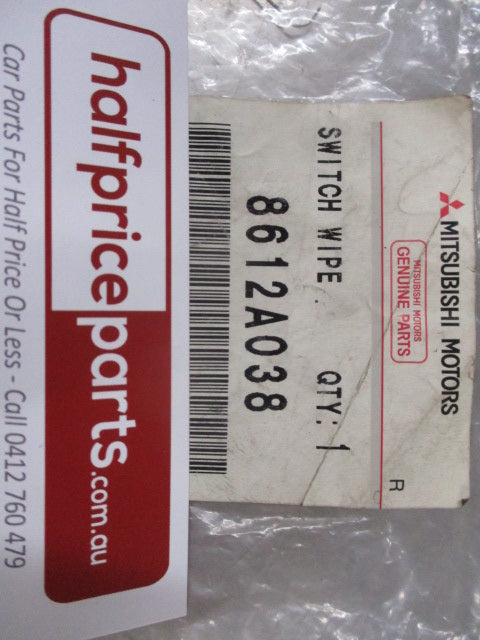 MITSUBISHI MOTORS
MITSUBISHI MOTORS
GENUINE PARTS
R
SWITCH WIPE. QTY: 1
8612A038
halfpriceparts.com.au
Car Parts For Half Price Or Less - Call 0412 760 479